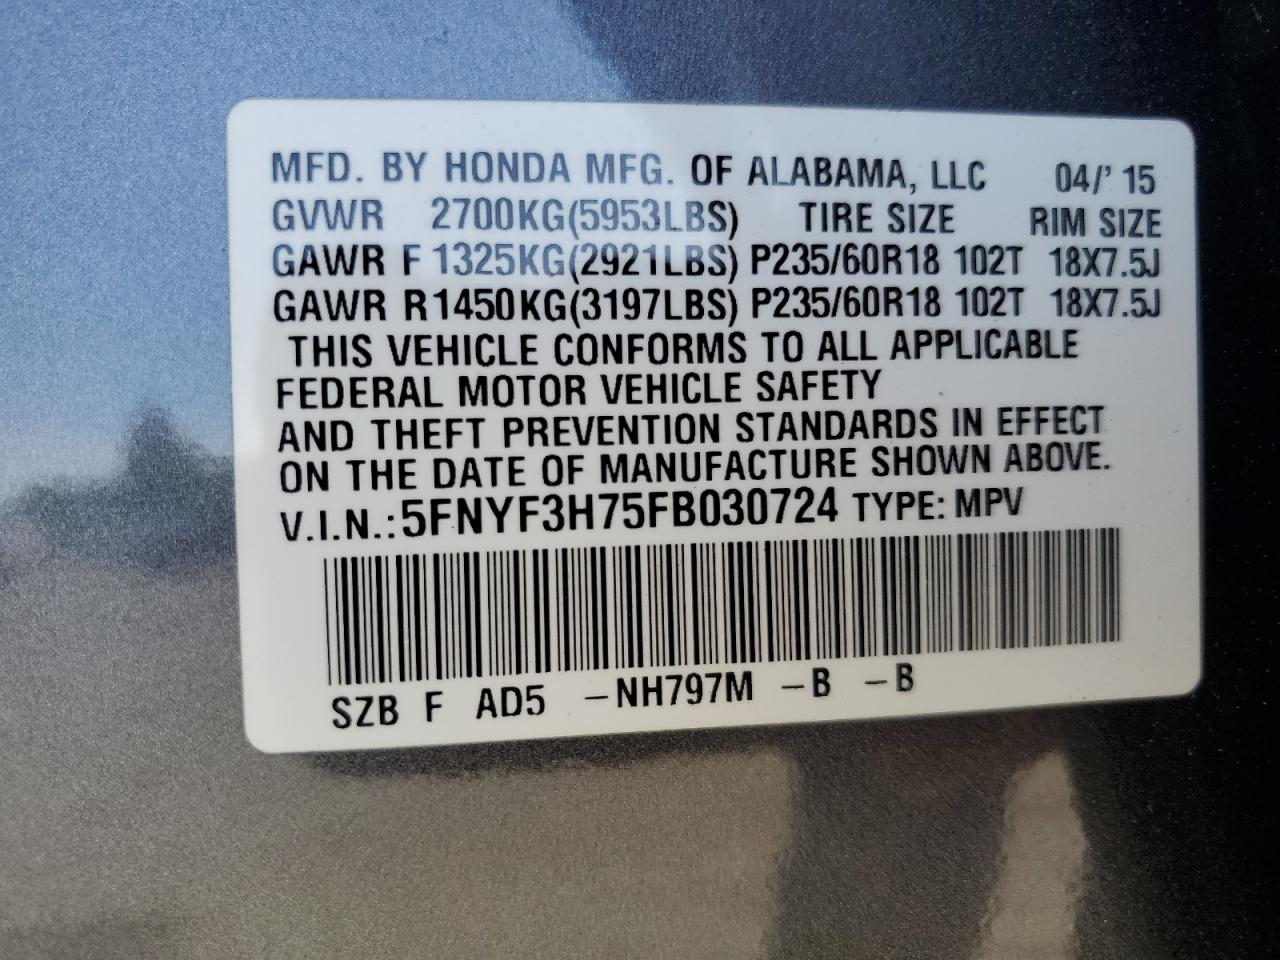 MFD. BY HONDA MFG. OF ALABAMA, LLC 04/' 15
GVWR 2700KG(5953LBS) TIRE SIZE RIM SIZE
GAWR F 1325KG(2921LBS) P235/60R18 102T 18X7.5J
GAWR R1450KG(3197LBS) P235/60R18 102T 18X7.5J
THIS VEHICLE CONFORMS TO ALL APPLICABLE
FEDERAL MOTOR VEHICLE SAFETY
AND THEFT PREVENTION STANDARDS IN EFFECT
ON THE DATE OF MANUFACTURE SHOWN ABOVE.
V.I.N.:5FNYF3H75FB030724 TYPE: MPV
SZB F AD5 -NH797M -B -B